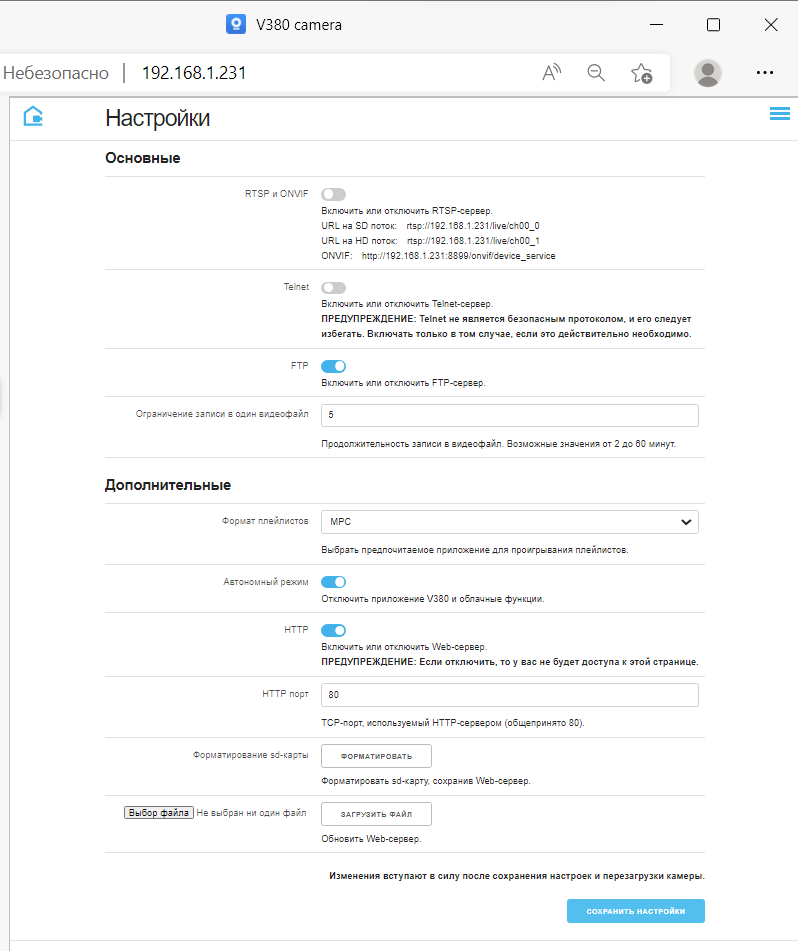 V380 camera
Небезопасно | 192.168.1.231
Настройки
Основные
RTSP и ONVIF
Включить или отключить RTSP-сервер.
URL на SD поток: rtsp://192.168.1.231/live/ch00_0
URL на HD поток: rtsp://192.168.1.231/live/ch00_1
ONVIF: http://192.168.1.231:8899/onvif/device_service
Telnet
Включить или отключить Telnet-сервер.
ПРЕДУПРЕЖДЕНИЕ: Telnet не является безопасным протоколом, и его следует
избегать. Включать только в том случае, если это действительно необходимо.
FTP
Включить или отключить FTP-сервер.
Ограничение записи в один видеофайл 5
Продолжительность записи в видеофайл. Возможные значения от 2 до 60 минут.
Дополнительные
Формат плейлистов MPC
Выбрать предпочитаемое приложение для проигрывания плейлистов.
Автономный режим
Отключить приложение V380 и облачные функции.
HTTP
Включить или отключить Web-сервер.
ПРЕДУПРЕЖДЕНИЕ: Если отключить, то у вас не будет доступа к этой странице.
HTTP порт 80
TCP-порт, используемый HTTP-сервером (общепринято 80).
Форматирование sd-карты ФОРМАТИРОВАТЬ
Форматировать sd-карту, сохранив Web-сервер.
Выбор файла Не выбран ни один файл ЗАГРУЗИТЬ ФАЙЛ
Обновить Web-сервер.
Изменения вступают в силу после сохранения настроек и перезагрузки камеры.
СОХРАНИТЬ НАСТРОЙКИ